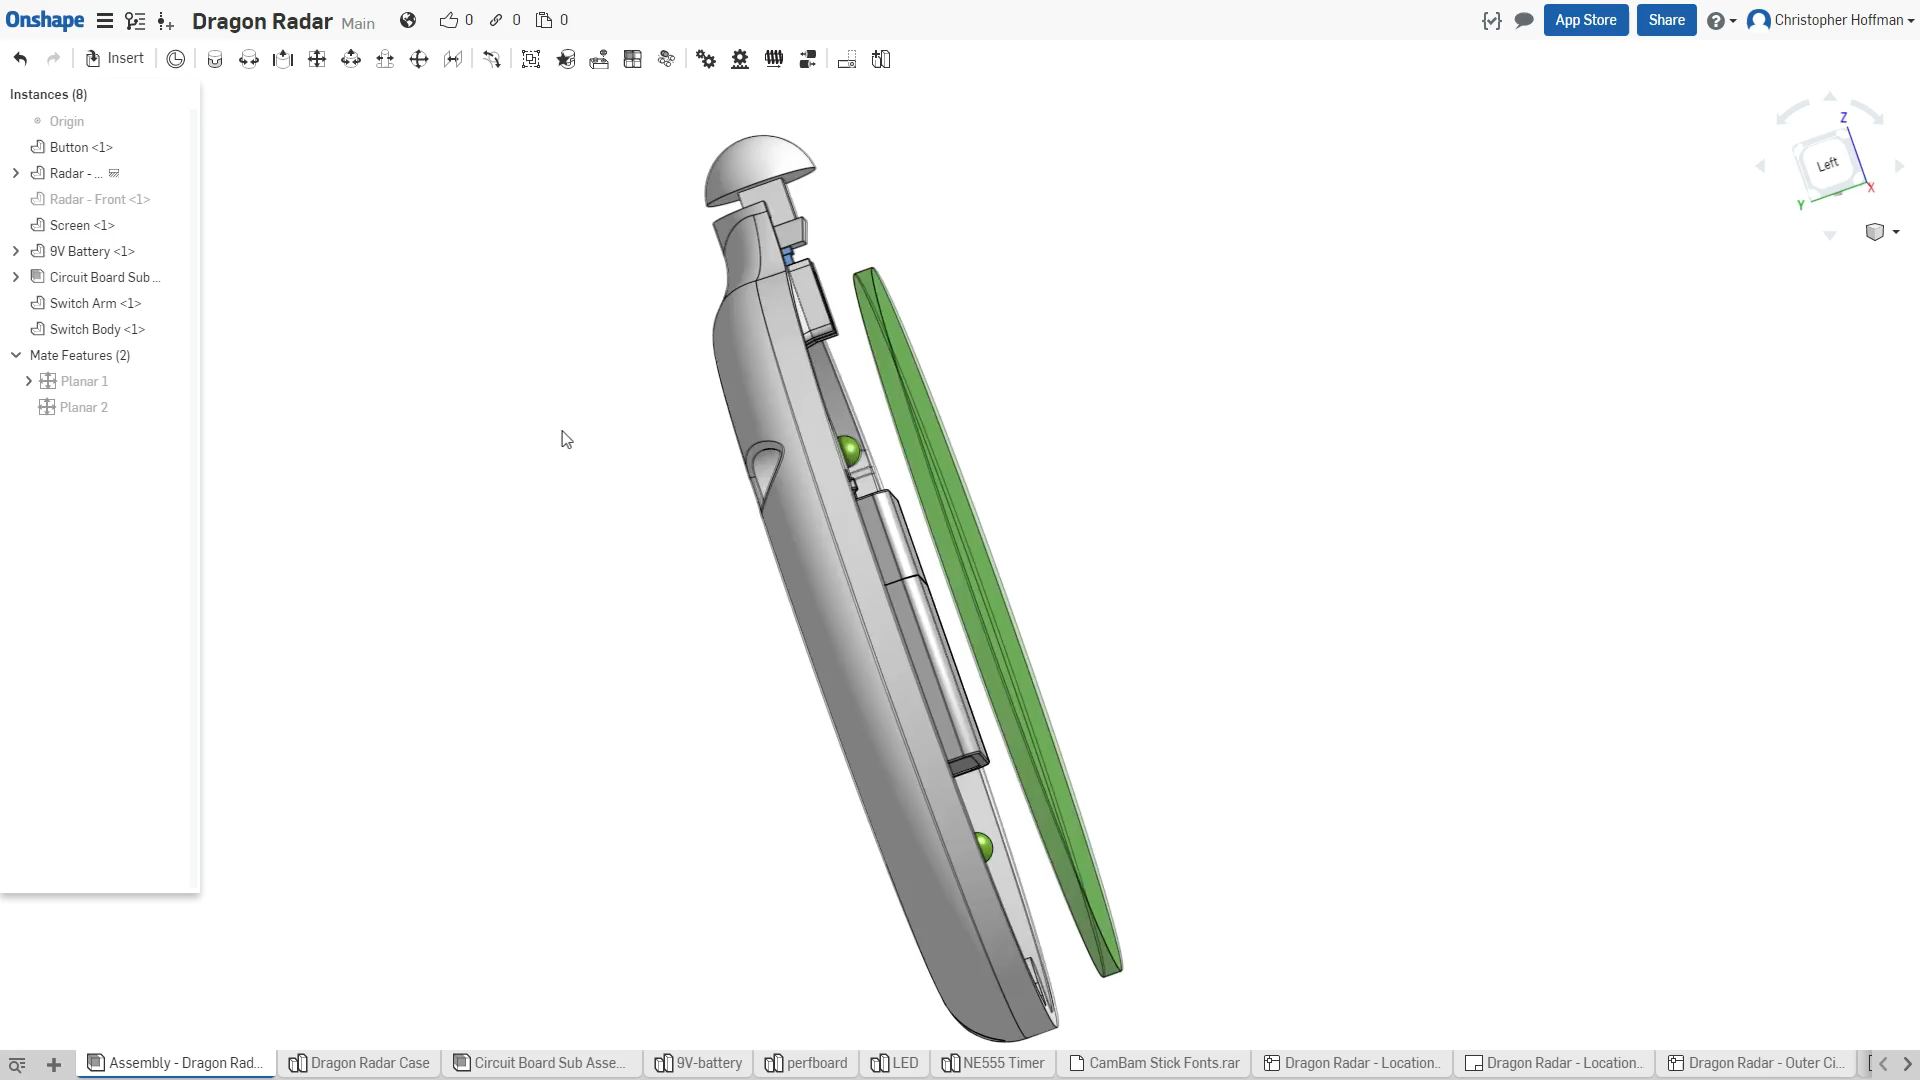 Onshape Dragon Radar Main 0 0 0 App Store Share Christopher Hoffman
Insert
Instances (8)
Origin
Button <1>
Radar - ...
Radar - Front <1>
Screen <1>
9V Battery <1>
Circuit Board Sub ...
Switch Arm <1>
Switch Body <1>
Mate Features (2)
Planar 1
Planar 2
Z
Left
X
Y
Assembly - Dragon Rad... Dragon Radar Case Circuit Board Sub Asse... 9V-battery perfboard LED NE555 Timer CamBam Stick Fonts.rar Dragon Radar - Location... Dragon Radar - Location... Dragon Radar - Outer Ci...